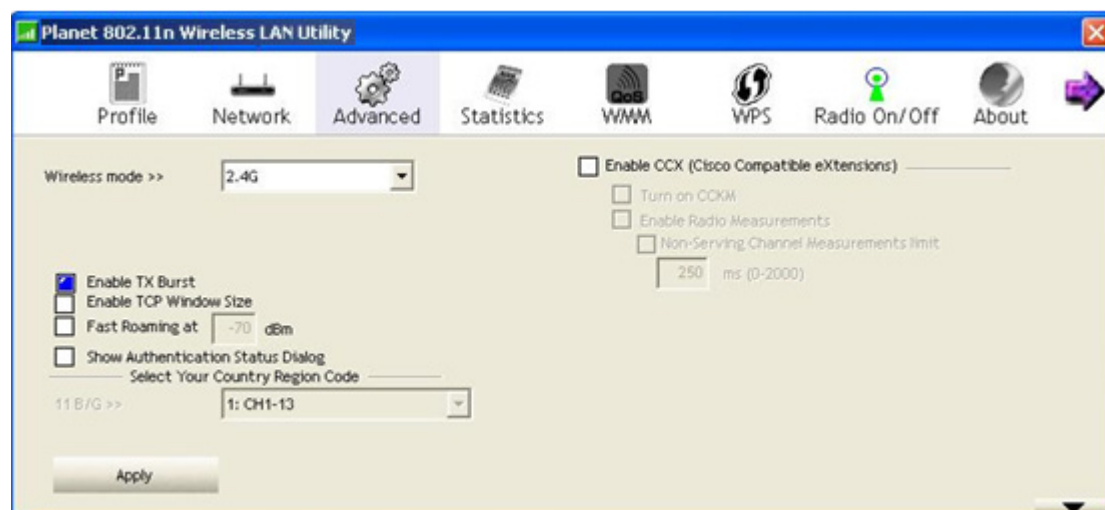 Planet 802.11n Wireless LAN Utility
Profile Network Advanced Statistics QoS WMM WPS Radio On/Off About
Wireless mode >> 2.4G
Enable TX Burst
Enable TCP Window Size
Fast Roaming at -70 dBm
Show Authentication Status Dialog
Select Your Country Region Code
11 B/G >> 1: CH1-13
Apply
Enable CCX (Cisco Compatible eXtensions)
Turn on CCKM
Enable Radio Measurements
Non-Serving Channel Measurements limit
250 ms (0-2000)